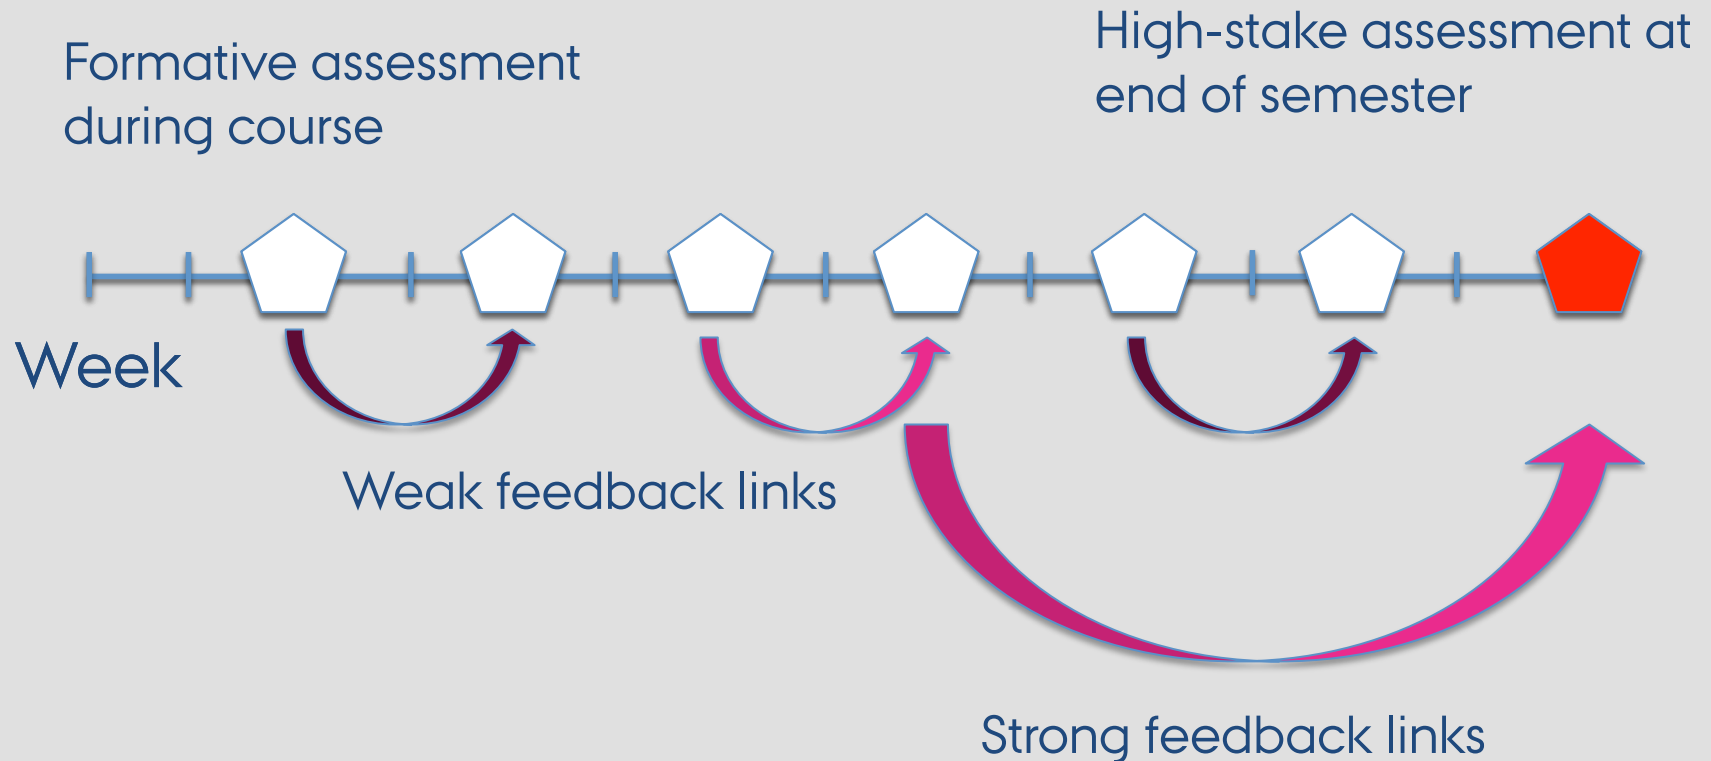 Formative assessment
during course
High-stake assessment at
end of semester
Week
Weak feedback links
Strong feedback links